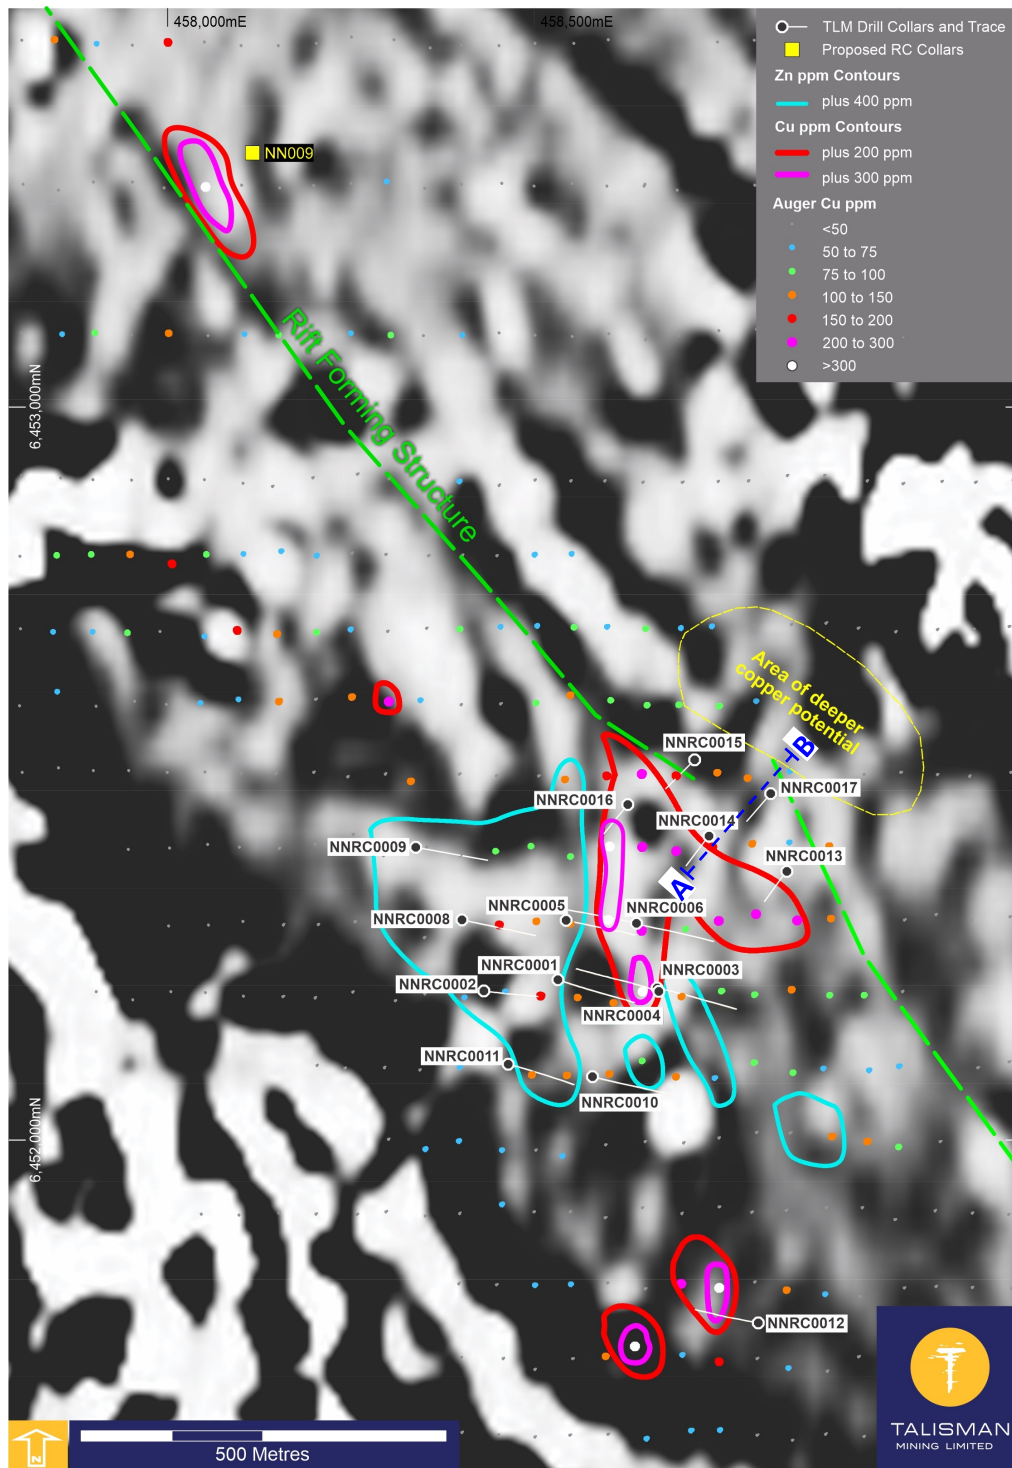 458,000mE
458,500mE
TLM Drill Collars and Trace
Proposed RC Collars
Zn ppm Contours
plus 400 ppm
Cu ppm Contours
plus 200 ppm
plus 300 ppm
Auger Cu ppm
<50
50 to 75
75 to 100
100 to 150
150 to 200
200 to 300
>300
NN009
Rift Forming Structure
6,453,000mN
Area of deeper
copper potential
B
NNRC0015
NNRC0017
NNRC0016
NNRC0014
NNRC0009
NNRC0013
A
NNRC0005
NNRC0006
NNRC0008
NNRC0001
NNRC0003
NNRC0002
NNRC0004
NNRC0011
NNRC0010
6,452,000mN
NNRC0012
N
500 Metres
TALISMAN
MINING LIMITED